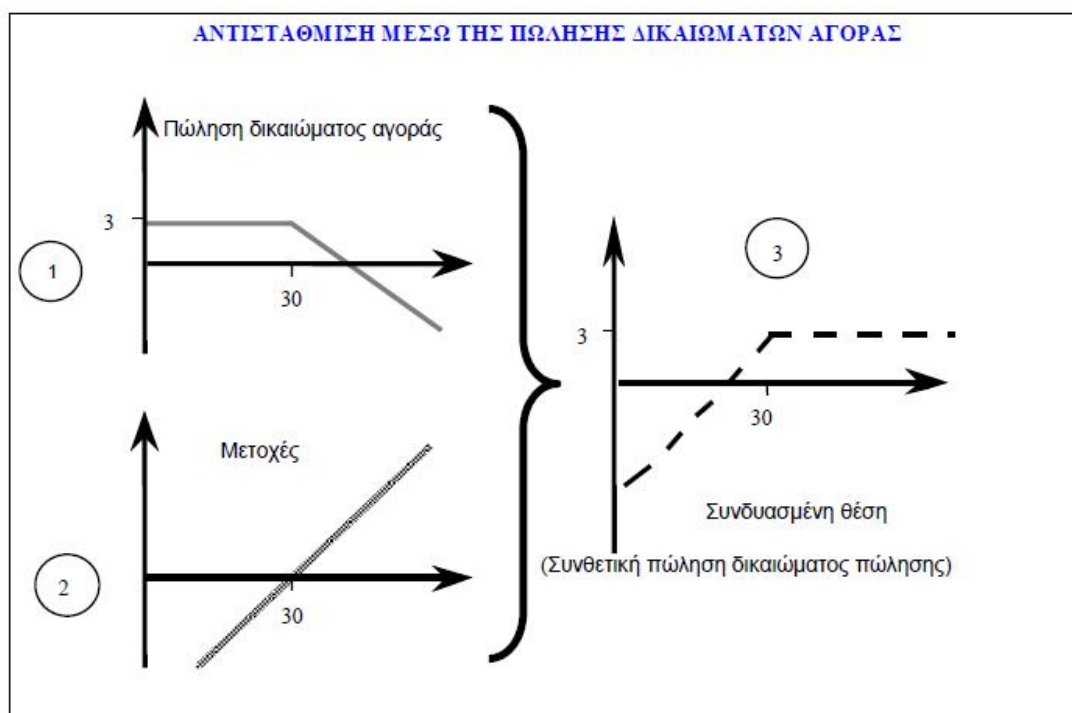 ΑΝΤΙΣΤΑΘΜΙΣΗ ΜΕΣΩ ΤΗΣ ΠΩΛΗΣΗΣ ΔΙΚΑΙΩΜΑΤΩΝ ΑΓΟΡΑΣ
Πώληση δικαιώματος αγοράς
3
1
30
Μετοχές
2
30
3
3
30
Συνδυασμένη θέση
(Συνθετική πώληση δικαιώματος πώλησης)